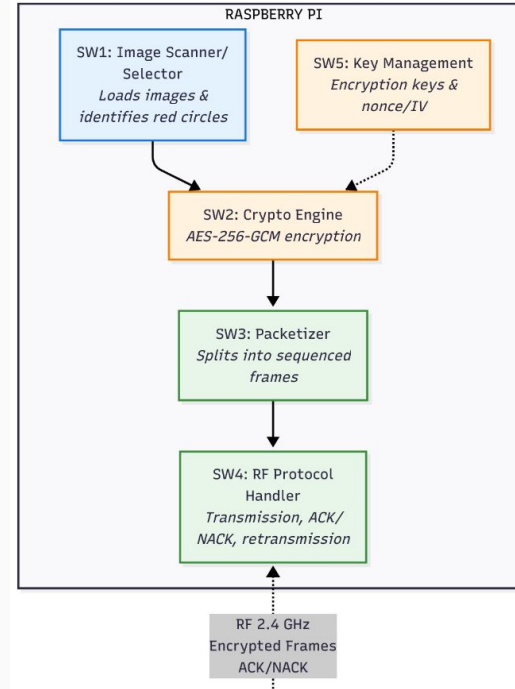 RASPBERRY PI
SW1: Image Scanner/
Selector
Loads images &
identifies red circles
SW5: Key Management
Encryption keys &
nonce/IV
SW2: Crypto Engine
AES-256-GCM encryption
SW3: Packetizer
Splits into sequenced
frames
SW4: RF Protocol
Handler
Transmission, ACK/
NACK, retransmission
RF 2.4 GHz
Encrypted Frames
ACK/NACK